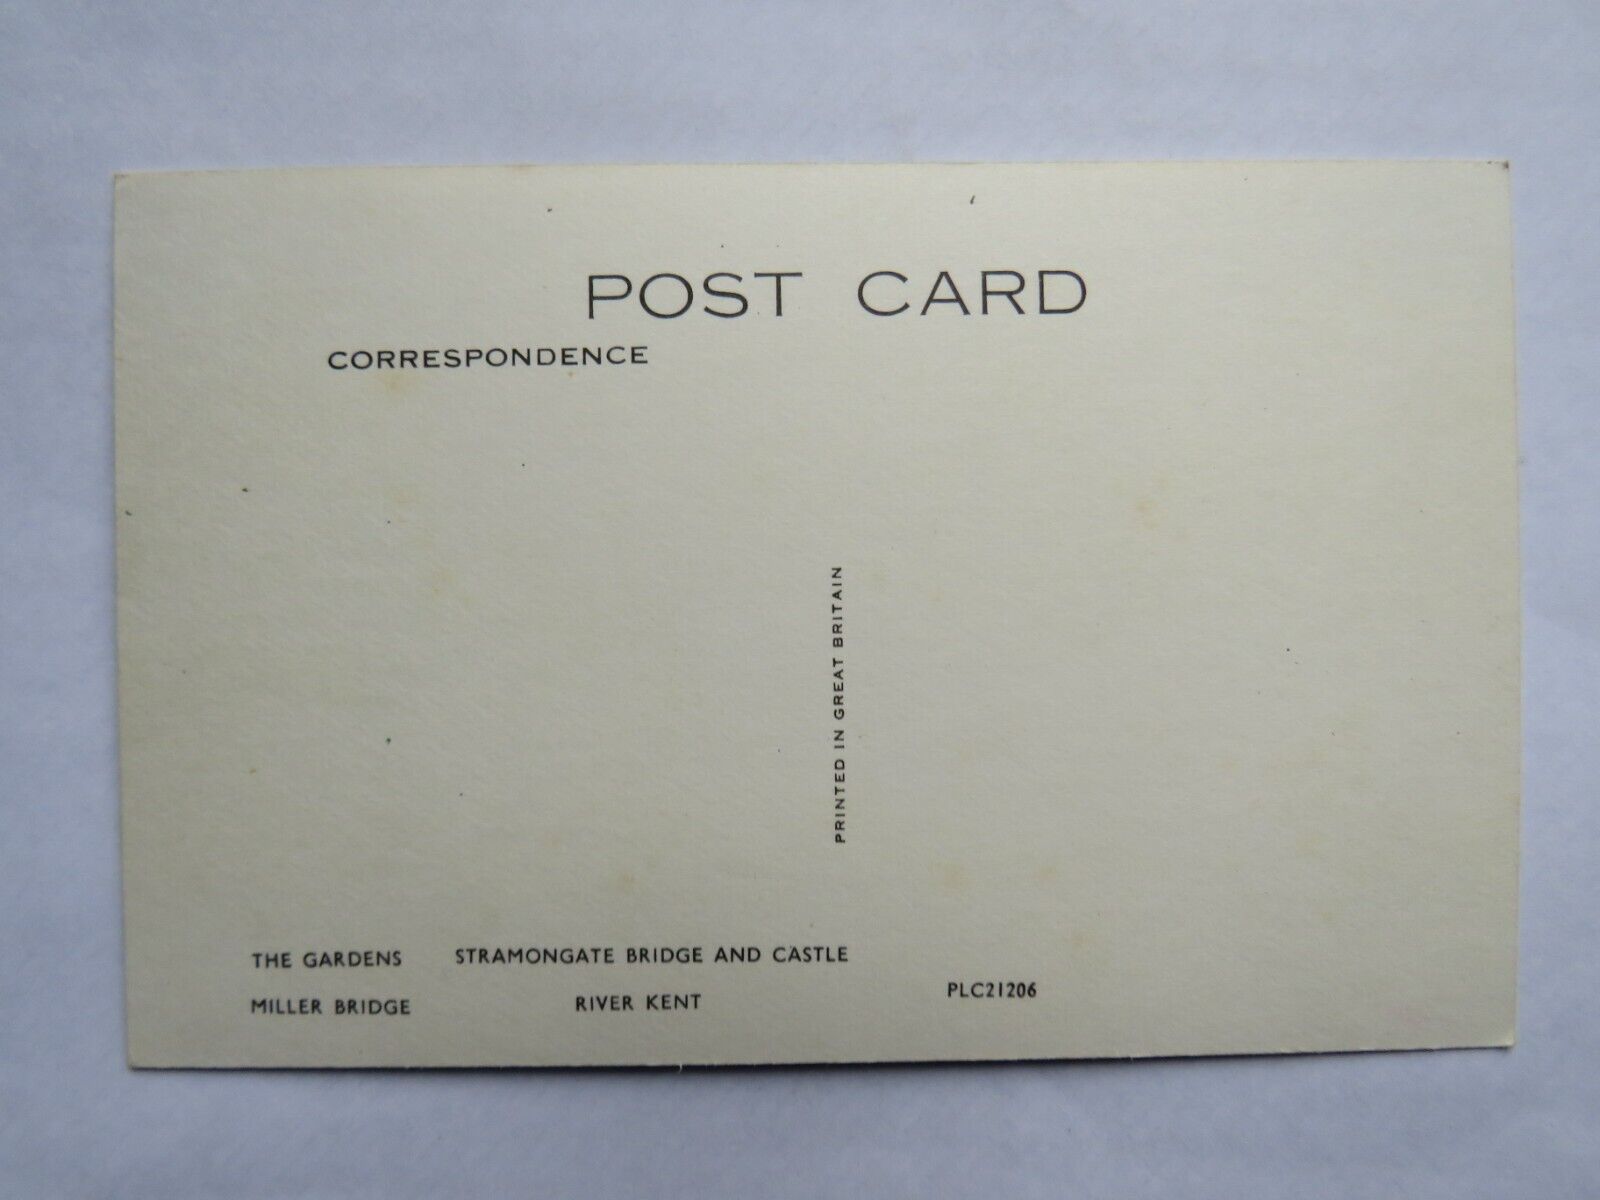 POST CARD
CORRESPONDENCE
PRINTED IN GREAT BRITAIN
THE GARDENS STRAMONGATE BRIDGE AND CASTLE
MILLER BRIDGE RIVER KENT
PLC21206